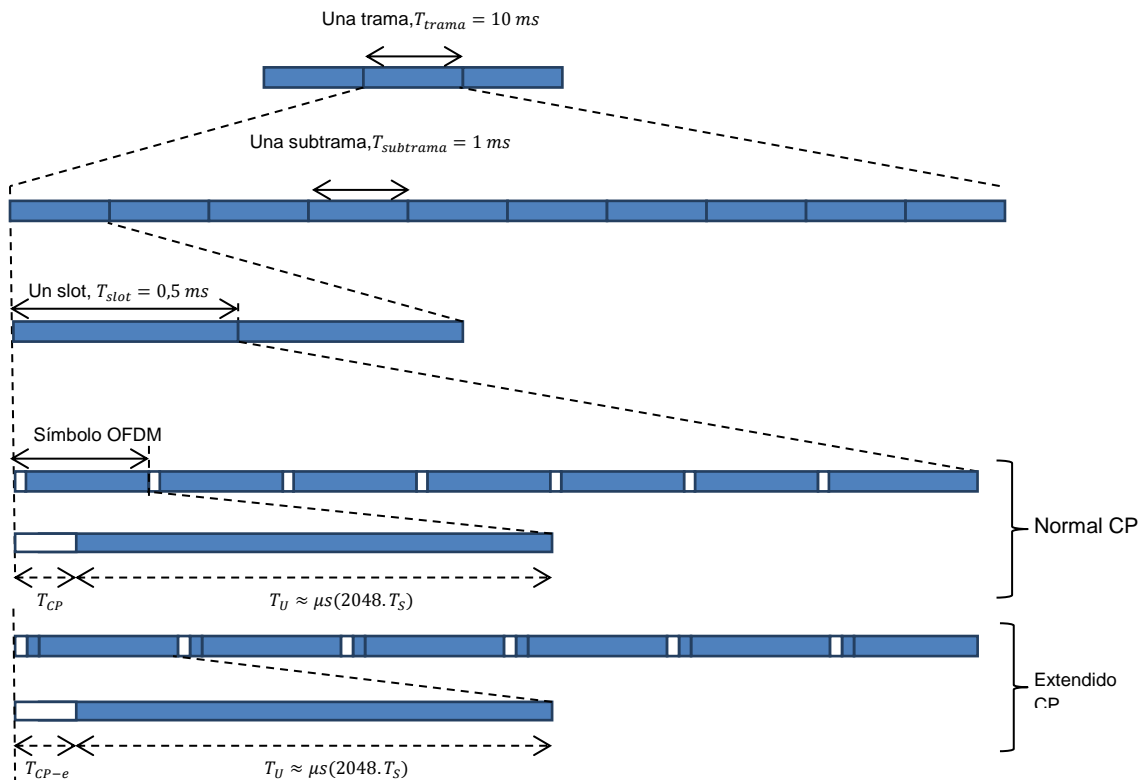 Una trama,T_trama = 10 ms
Una subtrama,T_subtrama = 1 ms
Un slot, T_slot = 0,5 ms
Símbolo OFDM
Normal CP
T_CP
T_U ≈ μs(2048.T_S)
Extendido
CP
T_CP−e
T_U ≈ μs(2048.T_S)